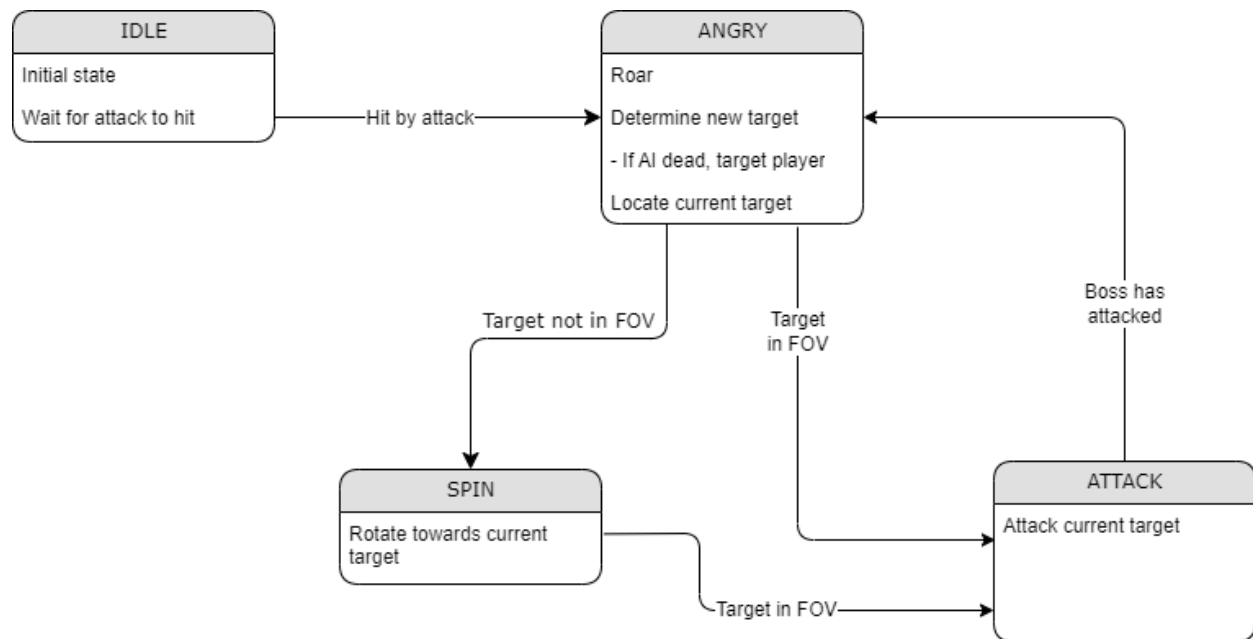 IDLE
Initial state
Wait for attack to hit
Hit by attack
ANGRY
Roar
Determine new target
- If AI dead, target player
Locate current target
Target not in FOV
Target
in FOV
Boss has
attacked
SPIN
Rotate towards current
target
Target in FOV
ATTACK
Attack current target